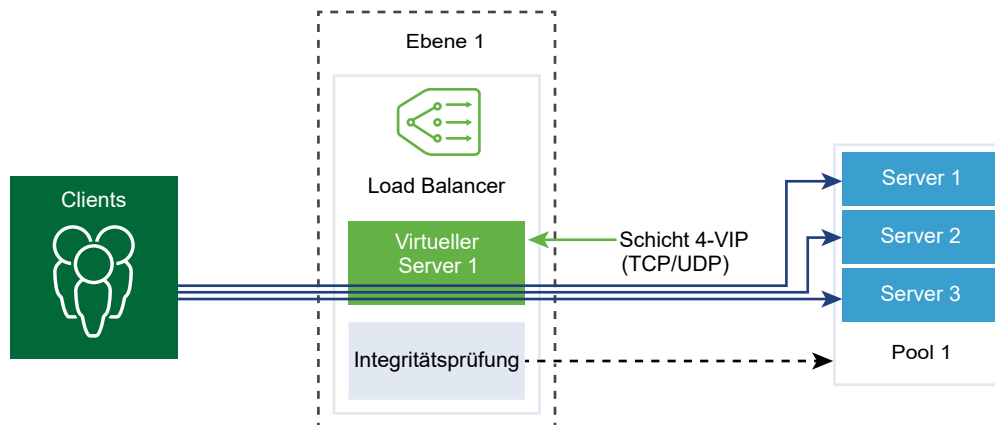 Ebene 1
Load Balancer
Clients
Virtueller
Server 1
Schicht 4-VIP
(TCP/UDP)
Integritätsprüfung
Server 1
Server 2
Server 3
Pool 1